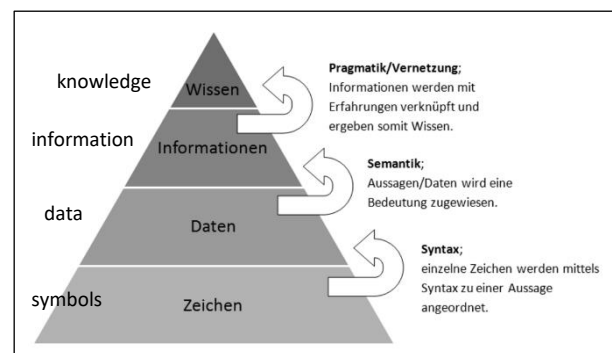 knowledge
Wissen
Pragmatik/Vernetzung;
Informationen werden mit
Erfahrungen verknüpft und
ergeben somit Wissen.
information
Informationen
Semantik;
Aussagen/Daten wird eine
Bedeutung zugewiesen.
data
Daten
Syntax;
einzelne Zeichen werden mittels
Syntax zu einer Aussage
angeordnet.
symbols
Zeichen